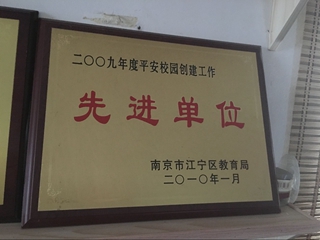 二〇〇九年度平安校园创建工作
先进单位
南京市江宁区教育局
二〇一〇年一月